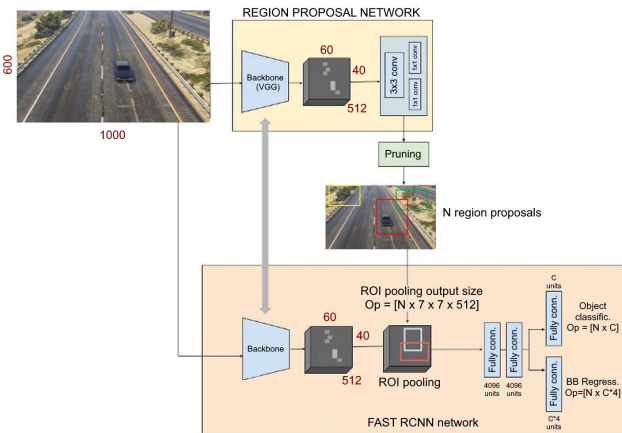 REGION PROPOSAL NETWORK
600
1000
Backbone
(VGG)
60
40
512
3x3 conv
1x1 conv
1x1 conv
Pruning
N region proposals
ROI pooling output size
Op = [N x 7 x 7 x 512]
Backbone
60
40
512
ROI pooling
Fully conn.
4096
units
Fully conn.
4096
units
C
units
Fully conn.
Object
classific.
Op = [N x C]
Fully conn.
C*4
units
BB Regress.
Op=[N x C*4]
FAST RCNN network